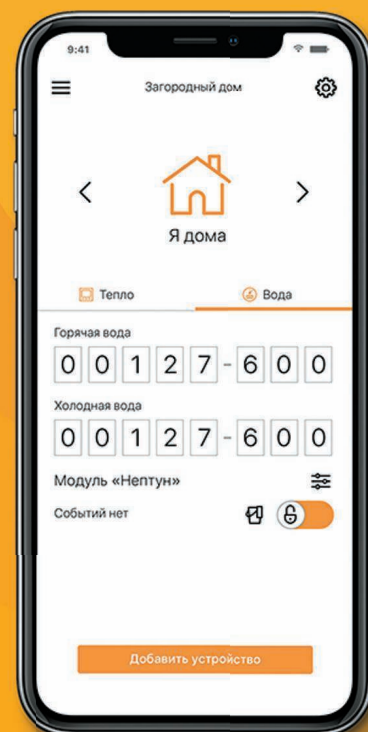 9:41
Загородный дом
Я дома
Тепло
Вода
Горячая вода
00127-600
Холодная вода
00127-600
Модуль «Нептун»
Событий нет
Добавить устройство